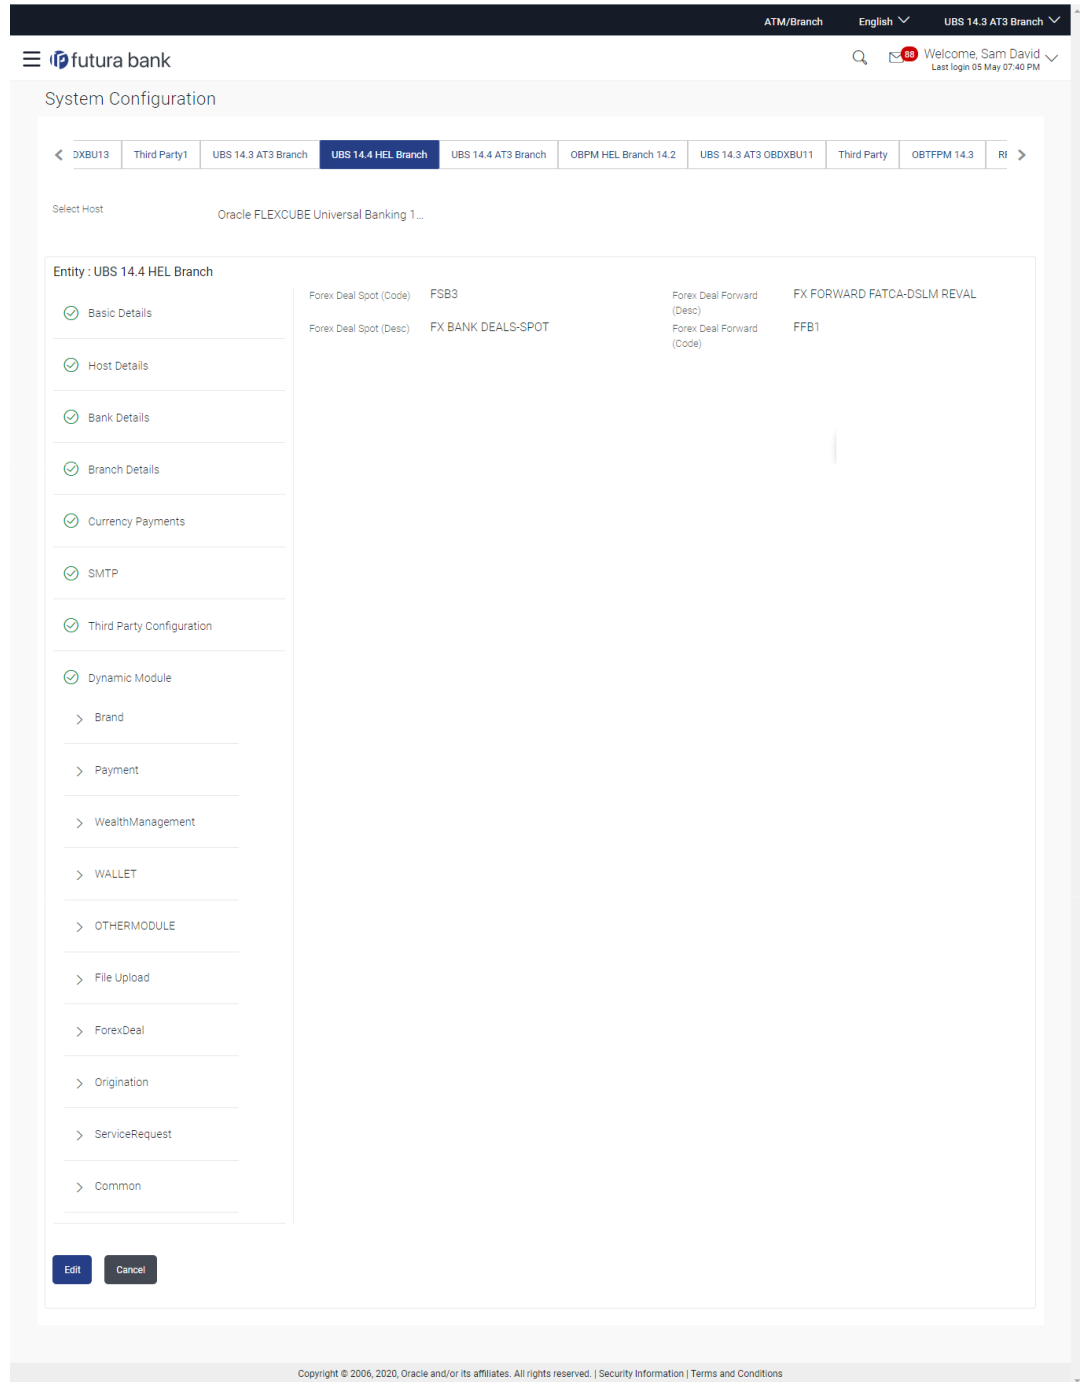 ATM/Branch English UBS 14.3 AT3 Branch
futura bank 88 Welcome, Sam David
Last login 05 May 07:40 PM
System Configuration
DXBU13 Third Party1 UBS 14.3 AT3 Branch UBS 14.4 HEL Branch UBS 14.4 AT3 Branch OBPM HEL Branch 14.2 UBS 14.3 AT3 OBDXBU11 Third Party OBTFPM 14.3
Select Host Oracle FLEXCUBE Universal Banking 1...
Entity : UBS 14.4 HEL Branch
Forex Deal Spot (Code) FSB3 Forex Deal Forward (Desc) FX FORWARD FATCA-DSLM REVAL
Forex Deal Spot (Desc) FX BANK DEALS-SPOT Forex Deal Forward (Code) FFB1
Basic Details
Host Details
Bank Details
Branch Details
Currency Payments
SMTP
Third Party Configuration
Dynamic Module
Brand
Payment
WealthManagement
WALLET
OTHERMODULE
File Upload
ForexDeal
Origination
ServiceRequest
Common
Edit Cancel
Copyright © 2006, 2020, Oracle and/or its affiliates. All rights reserved. | Security Information | Terms and Conditions